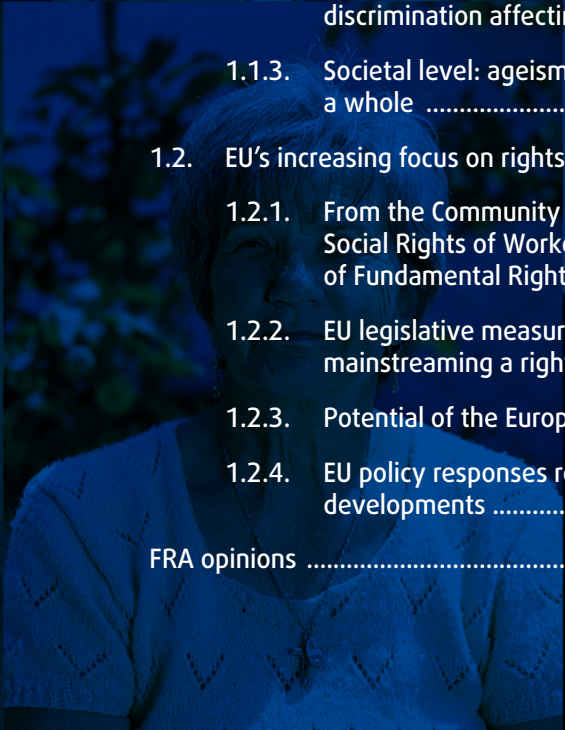 discrimination affectin
1.1.3. Societal level: ageism
a whole ......................
1.2. EU's increasing focus on rights
1.2.1. From the Community
Social Rights of Worke
of Fundamental Right
1.2.2. EU legislative measur
mainstreaming a righ
1.2.3. Potential of the Europ
1.2.4. EU policy responses re
developments ............
FRA opinions ..........................................